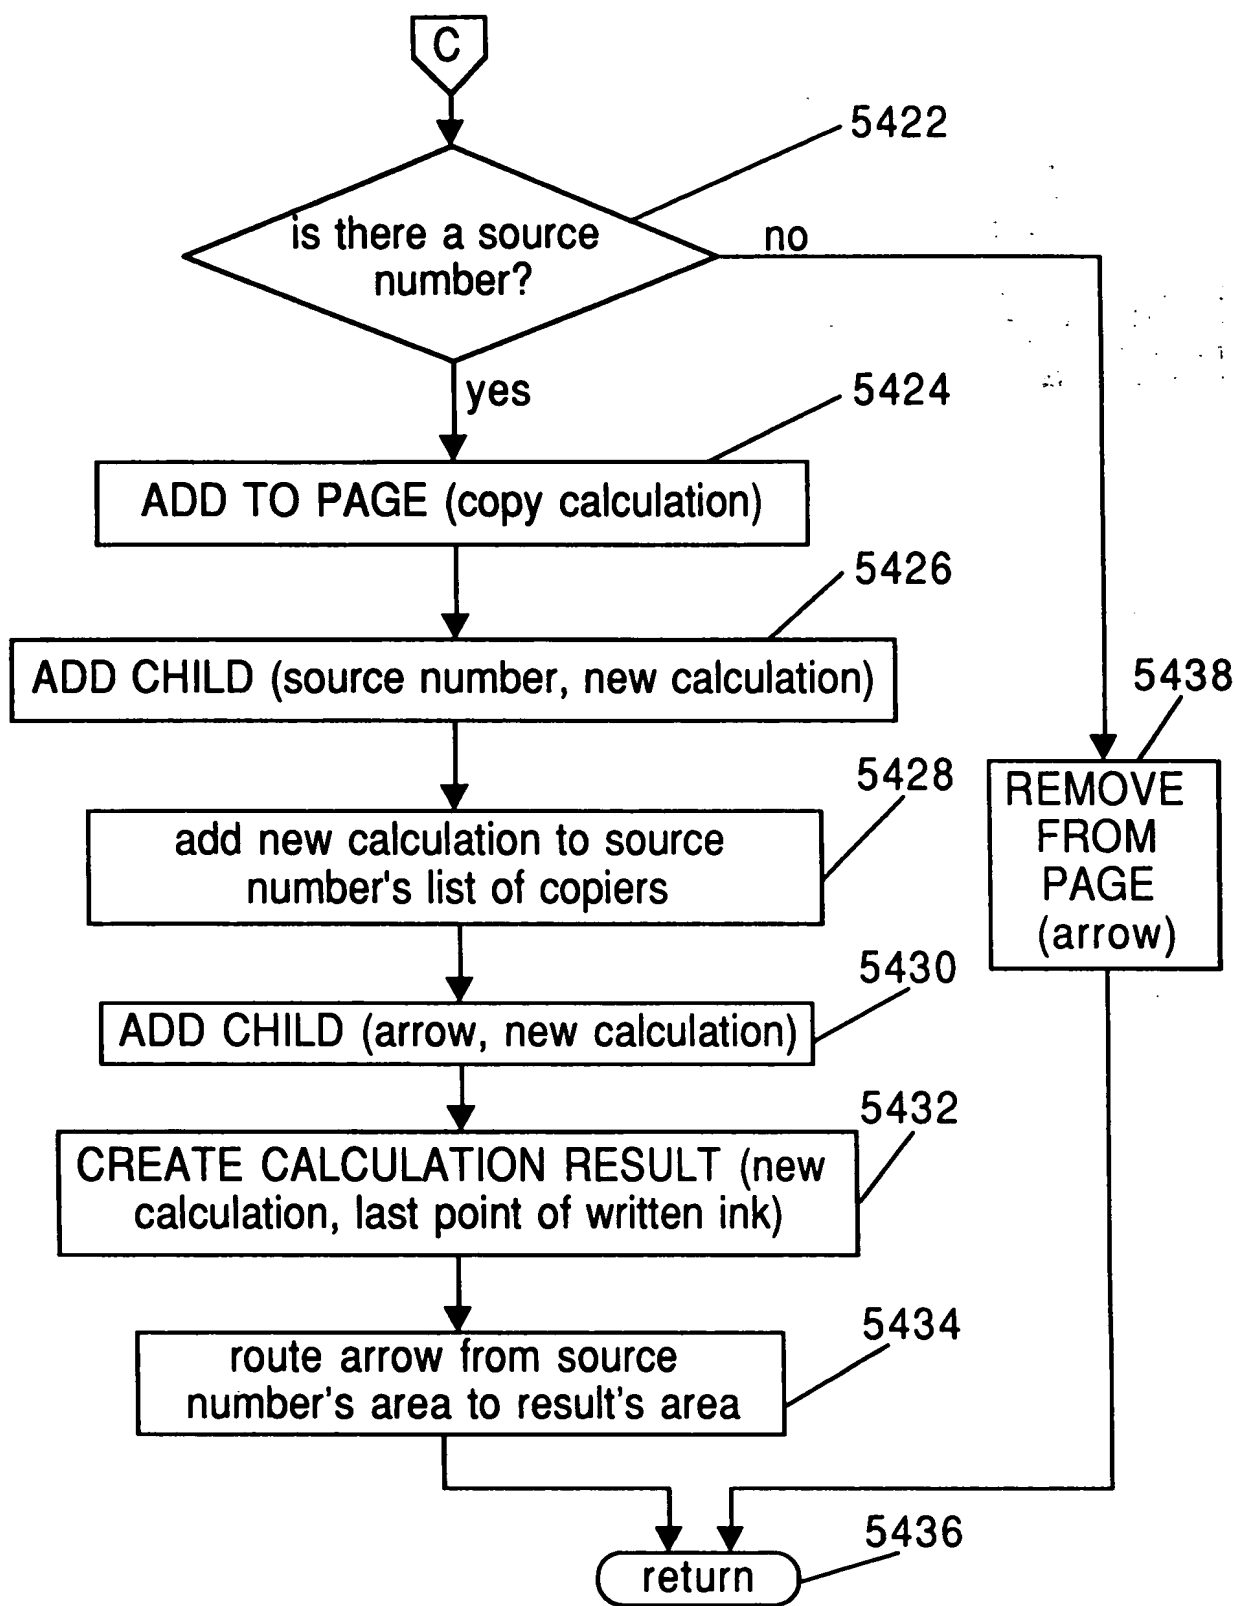 C
5422
is there a source
number?
no
yes
5424
ADD TO PAGE (copy calculation)
5426
ADD CHILD (source number, new calculation)
5438
REMOVE
FROM
PAGE
(arrow)
5428
add new calculation to source
number's list of copiers
5430
ADD CHILD (arrow, new calculation)
5432
CREATE CALCULATION RESULT (new
calculation, last point of written ink)
5434
route arrow from source
number's area to result's area
5436
return